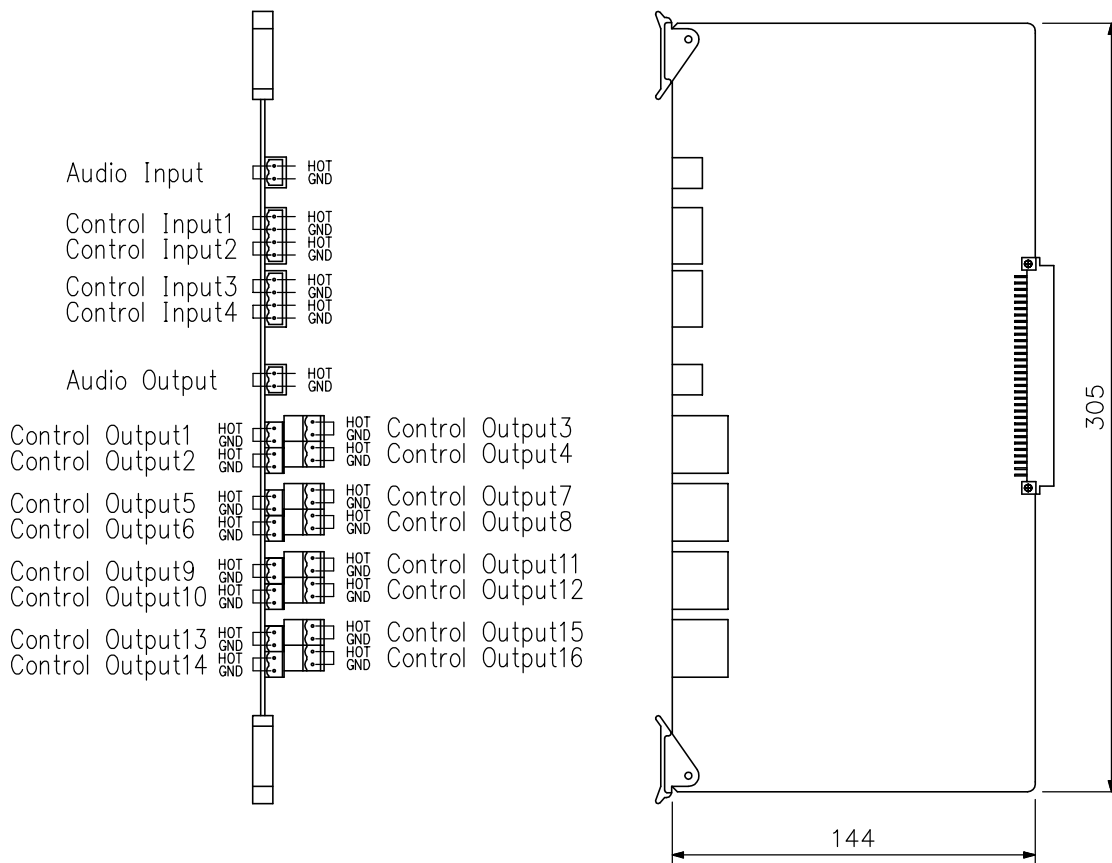 Audio Input HOT
GND
Control Input1 HOT
GND
Control Input2 HOT
GND
Control Input3 HOT
GND
Control Input4 HOT
GND
Audio Output HOT
GND
Control Output1 HOT
GND
Control Output2 HOT
GND
HOT Control Output3
GND
HOT Control Output4
GND
Control Output5 HOT
GND
Control Output6 HOT
GND
HOT Control Output7
GND
HOT Control Output8
GND
Control Output9 HOT
GND
Control Output10 HOT
GND
HOT Control Output11
GND
HOT Control Output12
GND
Control Output13 HOT
GND
Control Output14 HOT
GND
HOT Control Output15
GND
HOT Control Output16
GND
305
144